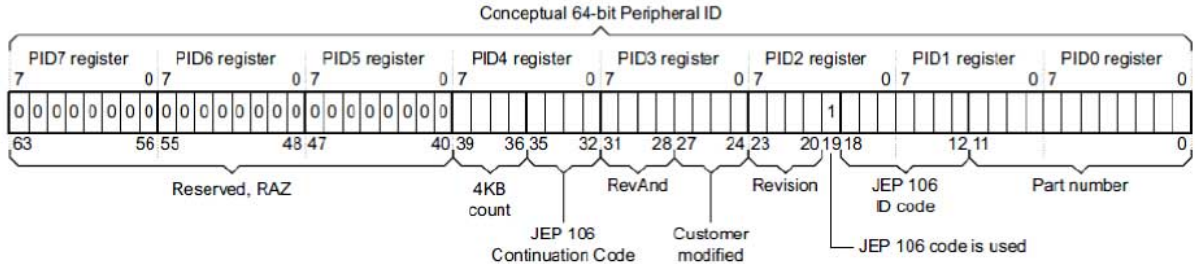 Conceptual 64-bit Peripheral ID
PID7 register PID6 register PID5 register PID4 register PID3 register PID2 register PID1 register PID0 register
7 0 7 0 7 0 7 0 7 0 7 0 7 0 7 0
0 0 0 0 0 0 0 0 0 0 0 0 0 0 0 0 0 0 0 0 0 0 0 0 1
63 56 55 48 47 40 39 36 35 32 31 28 27 24 23 20 19 18 12 11 0
Reserved, RAZ 4KB count RevAnd Revision JEP 106 ID code Part number
JEP 106 Continuation Code Customer modified JEP 106 code is used